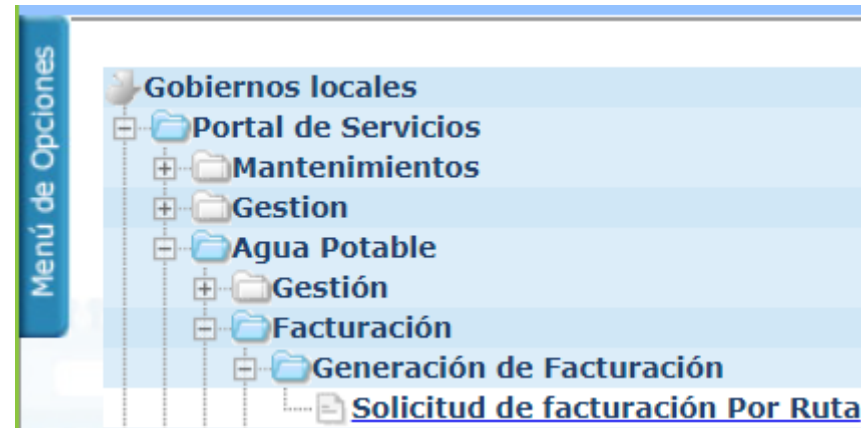 Menú de Opciones
Gobiernos locales
Portal de Servicios
Mantenimientos
Gestion
Agua Potable
Gestión
Facturación
Generación de Facturación
Solicitud de facturación Por Ruta